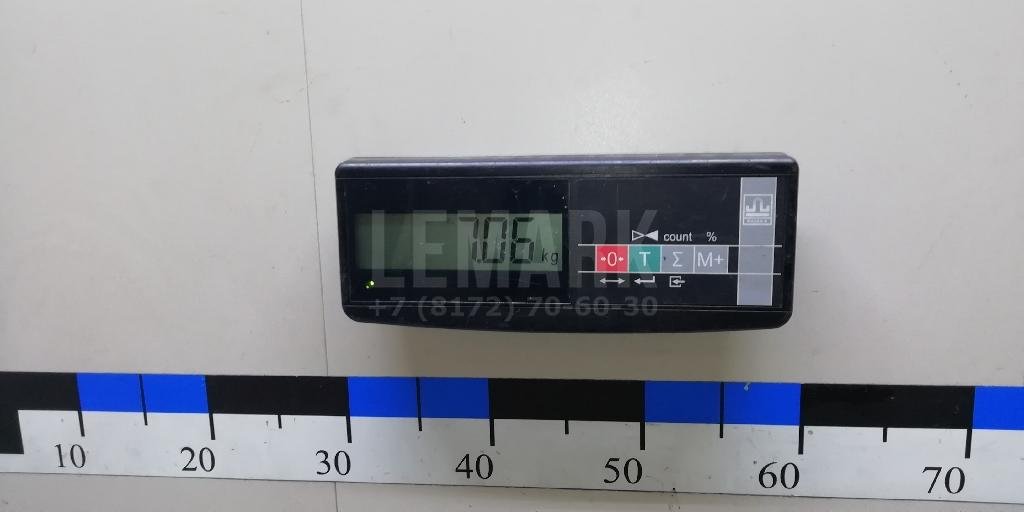 LEMARK
7.06 kg
count %
→0← T Σ M+
+7 (8172) 70-60-30
10 20 30 40 50 60 70